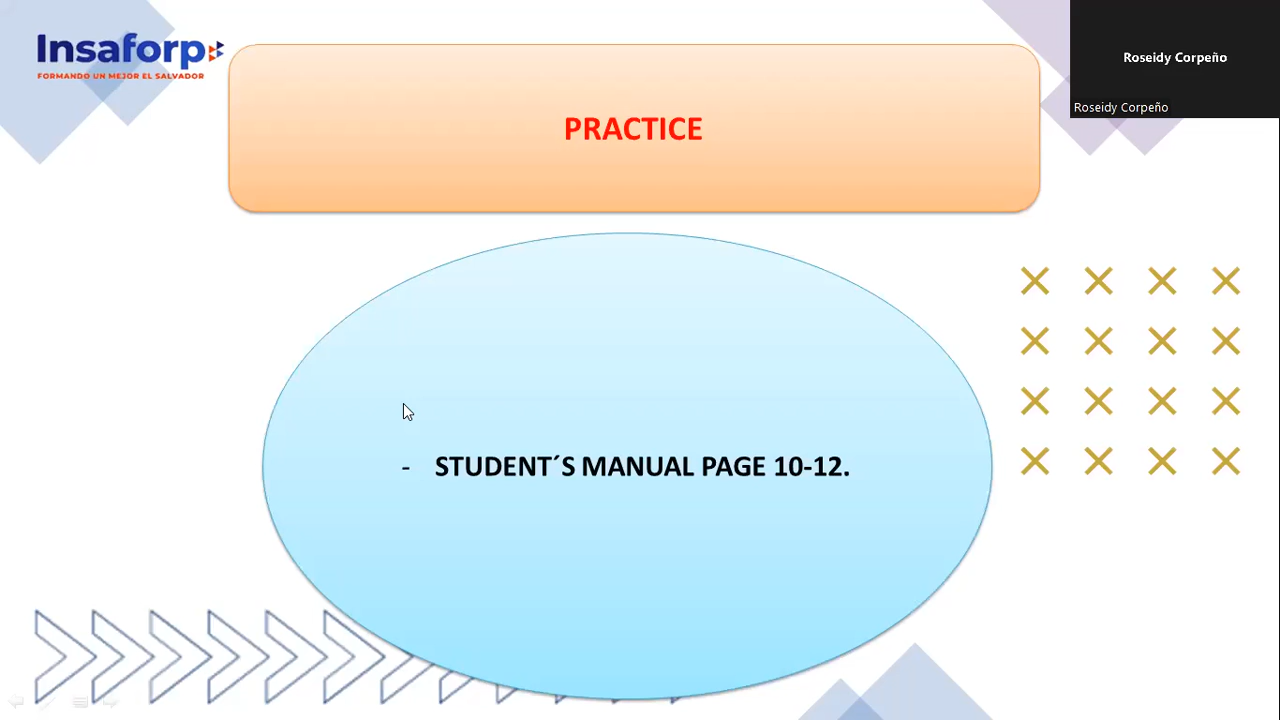 Insaforp
FORMANDO UN MEJOR EL SALVADOR
Roseidy Corpeño
Roseidy Corpeño
PRACTICE
- STUDENT´S MANUAL PAGE 10-12.